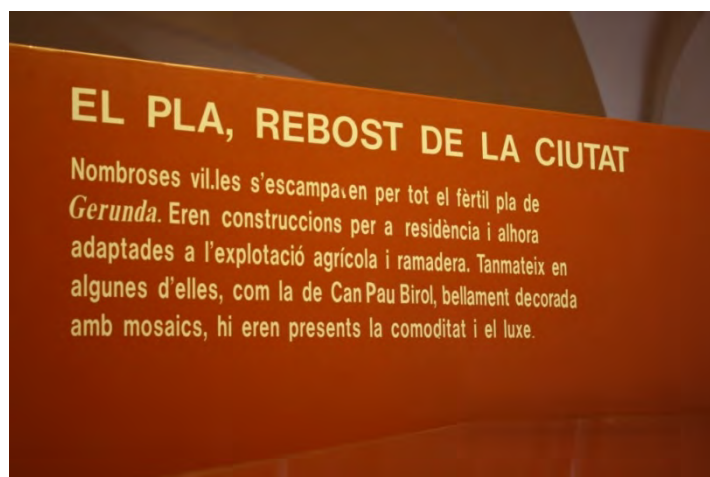 EL PLA, REBOST DE LA CIUTAT
Nombroses vil.les s'escampaven per tot el fèrtil pla de
Gerunda. Eren construccions per a residència i alhora
adaptades a l'explotació agrícola i ramadera. Tanmateix en
algunes d'elles, com la de Can Pau Birol, bellament decorada
amb mosaics, hi eren presents la comoditat i el luxe.